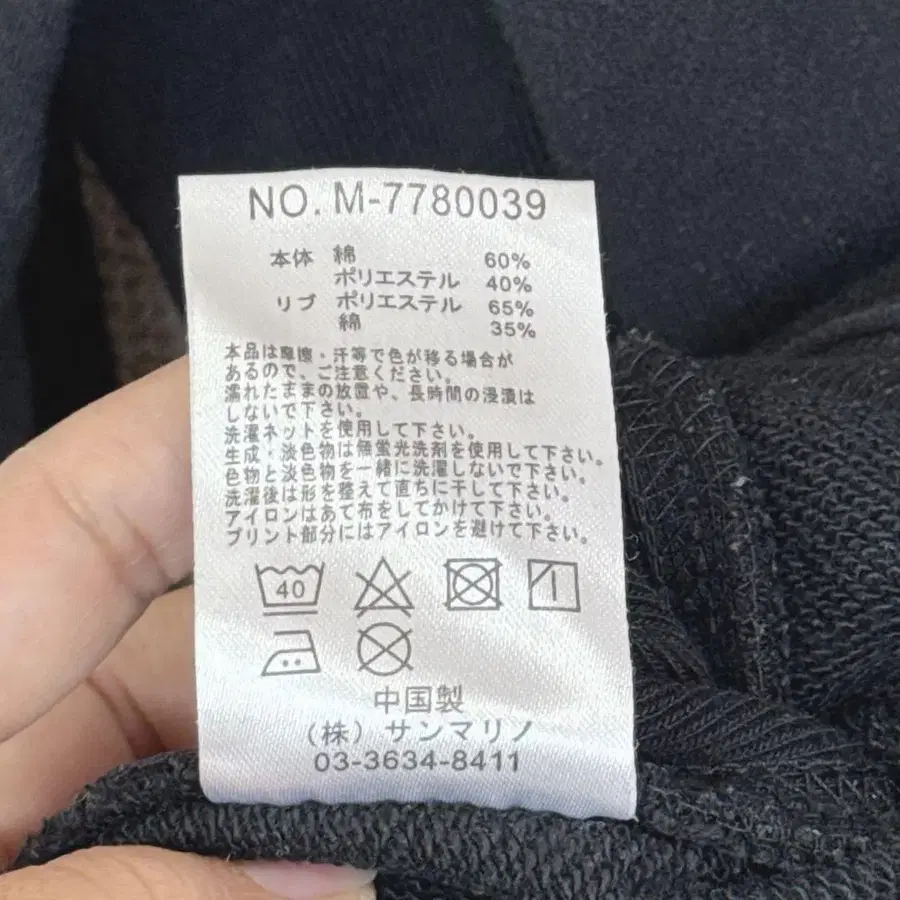 NO. M-7780039
本体 綿 60%
ポリエステル 40%
リブ ポリエステル 65%
綿 35%
本品は摩擦・汗等で色が移る場合が
あるので、ご注意ください。
濡れたままの放置や、長時間の浸漬は
しないで下さい。
洗濯ネットを使用して下さい。
生成・淡色物は無蛍光洗剤を使用して下さい。
色物と淡色物を一緒に洗濯しないで下さい。
洗濯後は形を整えて直ちに干して下さい。
アイロンはあて布をしてかけて下さい。
プリント部分にはアイロンを避けて下さい。
40
中国製
(株) サンマリノ
03-3634-8411